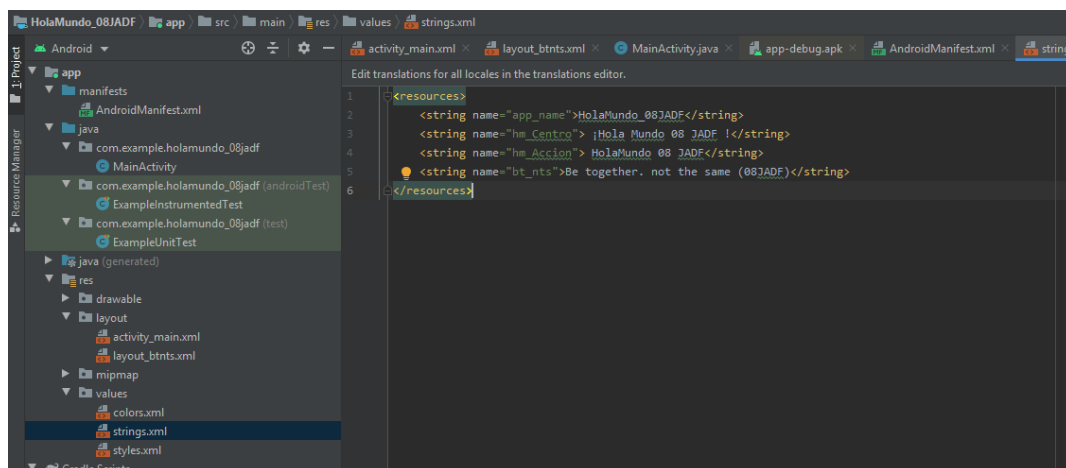 HolaMundo_08JADF app src main res values strings.xml
Android
activity_main.xml layout_btnts.xml MainActivity.java app-debug.apk AndroidManifest.xml
1: Project
Resource Manager
app
manifests
AndroidManifest.xml
java
com.example.holamundo_08jadf
MainActivity
com.example.holamundo_08jadf (androidTest)
ExampleInstrumentedTest
com.example.holamundo_08jadf (test)
ExampleUnitTest
java (generated)
res
drawable
layout
activity_main.xml
layout_btnts.xml
mipmap
values
colors.xml
strings.xml
styles.xml
Gradle Scripts
Edit translations for all locales in the translations editor.
1 <resources>
2 <string name="app_name">HolaMundo_08JADF</string>
3 <string name="hm_Centro"> ¡Hola Mundo 08 JADF !</string>
4 <string name="hm_Accion"> HolaMundo 08 JADF</string>
5 <string name="bt_nts">Be together. not the same (08JADF)</string>
6 </resources>